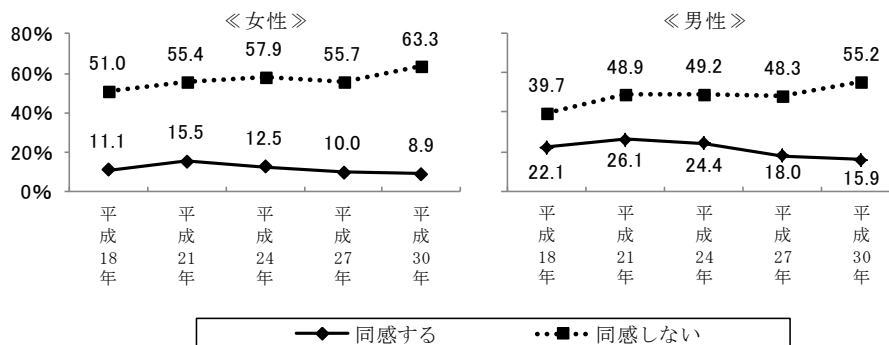 ≪女性≫
80%
60%
40%
20%
0%
51.0
55.4
57.9
55.7
63.3
11.1
15.5
12.5
10.0
8.9
平成18年
平成21年
平成24年
平成27年
平成30年
≪男性≫
39.7
48.9
49.2
48.3
55.2
22.1
26.1
24.4
18.0
15.9
平成18年
平成21年
平成24年
平成27年
平成30年
同感する
同感しない